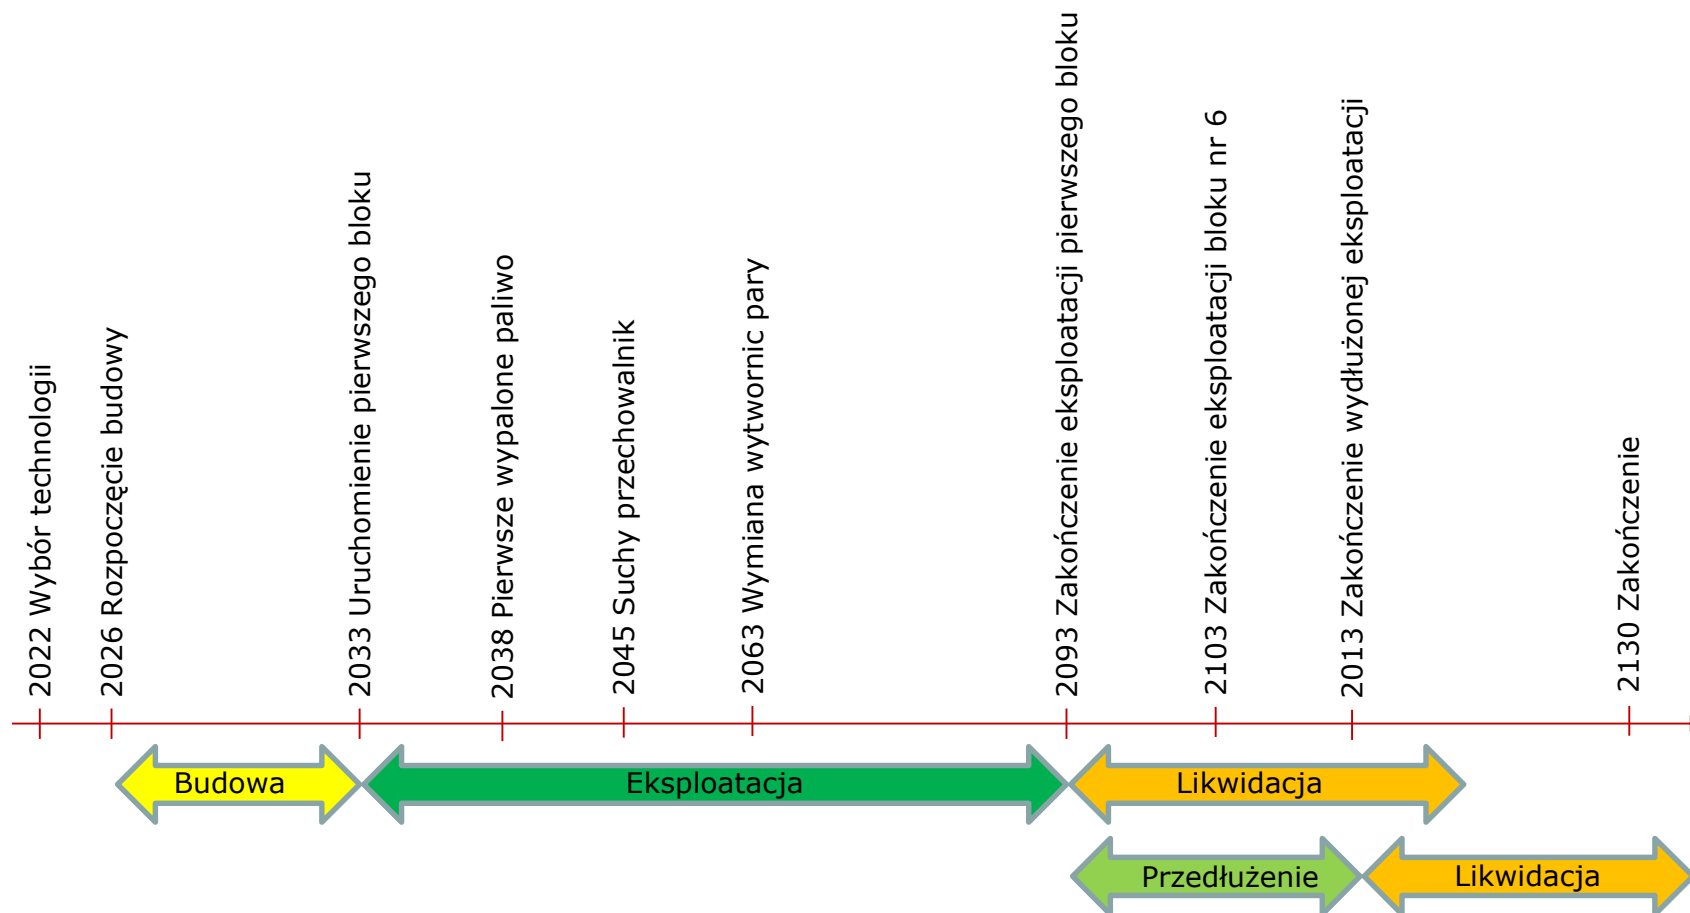 2022 Wybór technologii
2026 Rozpoczęcie budowy
2033 Uruchomienie pierwszego bloku
2038 Pierwsze wypalone paliwo
2045 Suchy przechowalnik
2063 Wymiana wytwornic pary
2093 Zakończenie eksploatacji pierwszego bloku
2103 Zakończenie eksploatacji bloku nr 6
2013 Zakończenie wydłużonej eksploatacji
2130 Zakończenie
Budowa
Eksploatacja
Likwidacja
Przedłużenie
Likwidacja